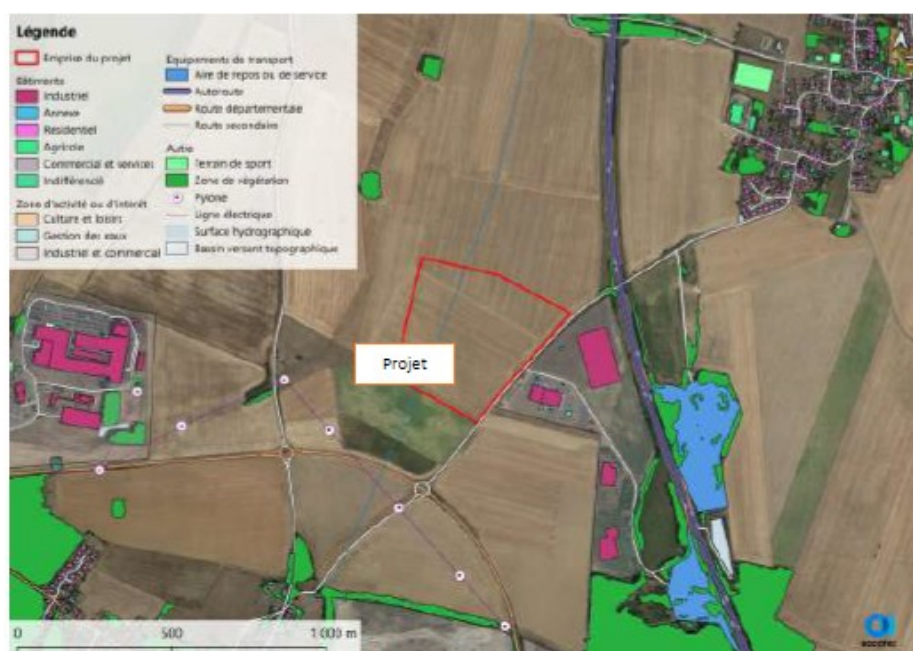 Légende
Emprise du projet
Bâtiments
Industriel
Annexe
Résidentiel
Agricole
Commercial et services
Indifférencié
Zone d'activité ou d'intérêt
Culture et loisirs
Gestion des eaux
Industriel et commercial
Equipements de transport
Aire de repos ou de service
Autoroute
Route départementale
Route secondaire
Autre
Terrain de sport
Zone de végétation
Pylone
Ligne électrique
Surface hydrographique
Bassin versant topographique
Projet
0 500 1 000 m